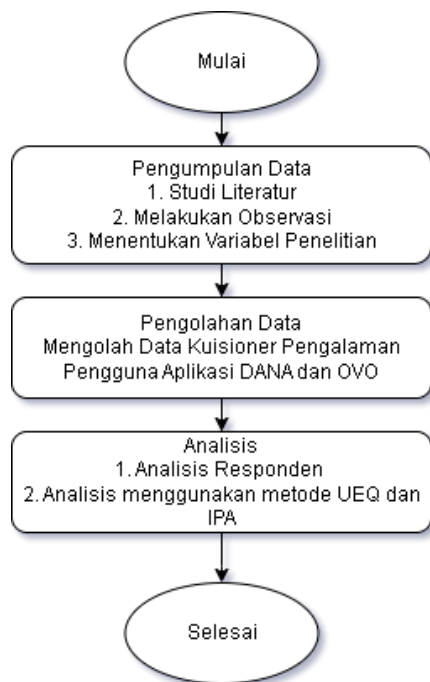 Mulai
Pengumpulan Data
1. Studi Literatur
2. Melakukan Observasi
3. Menentukan Variabel Penelitian
Pengolahan Data
Mengolah Data Kuisioner Pengalaman
Pengguna Aplikasi DANA dan OVO
Analisis
1. Analisis Responden
2. Analisis menggunakan metode UEQ dan
IPA
Selesai